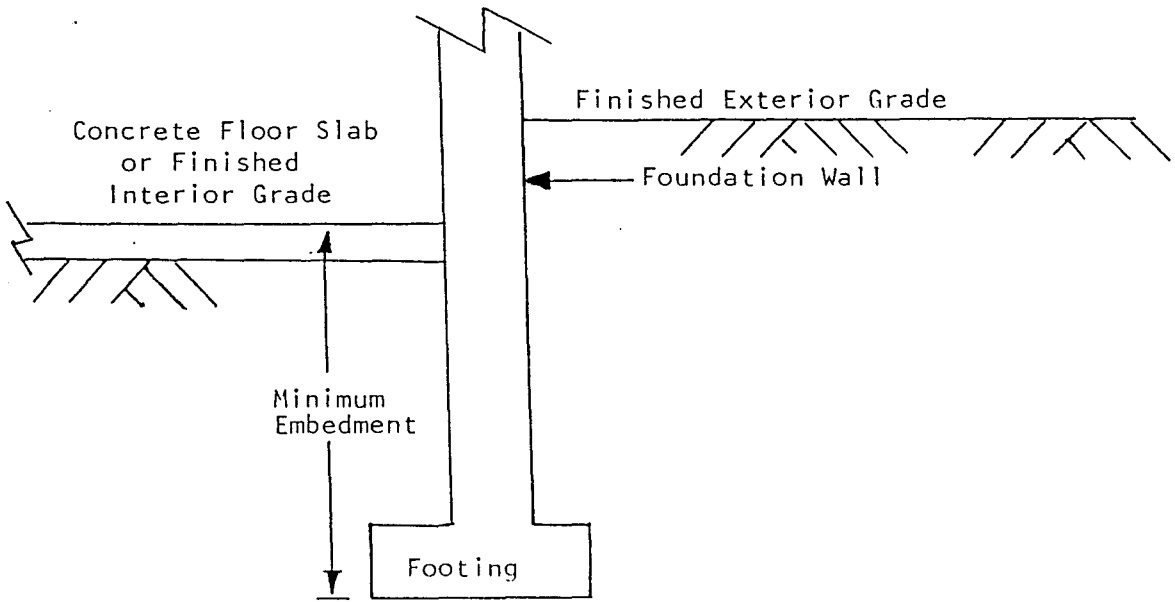 Finished Exterior Grade
Concrete Floor Slab
or Finished
Interior Grade
Foundation Wall
Minimum
Embedment
Footing